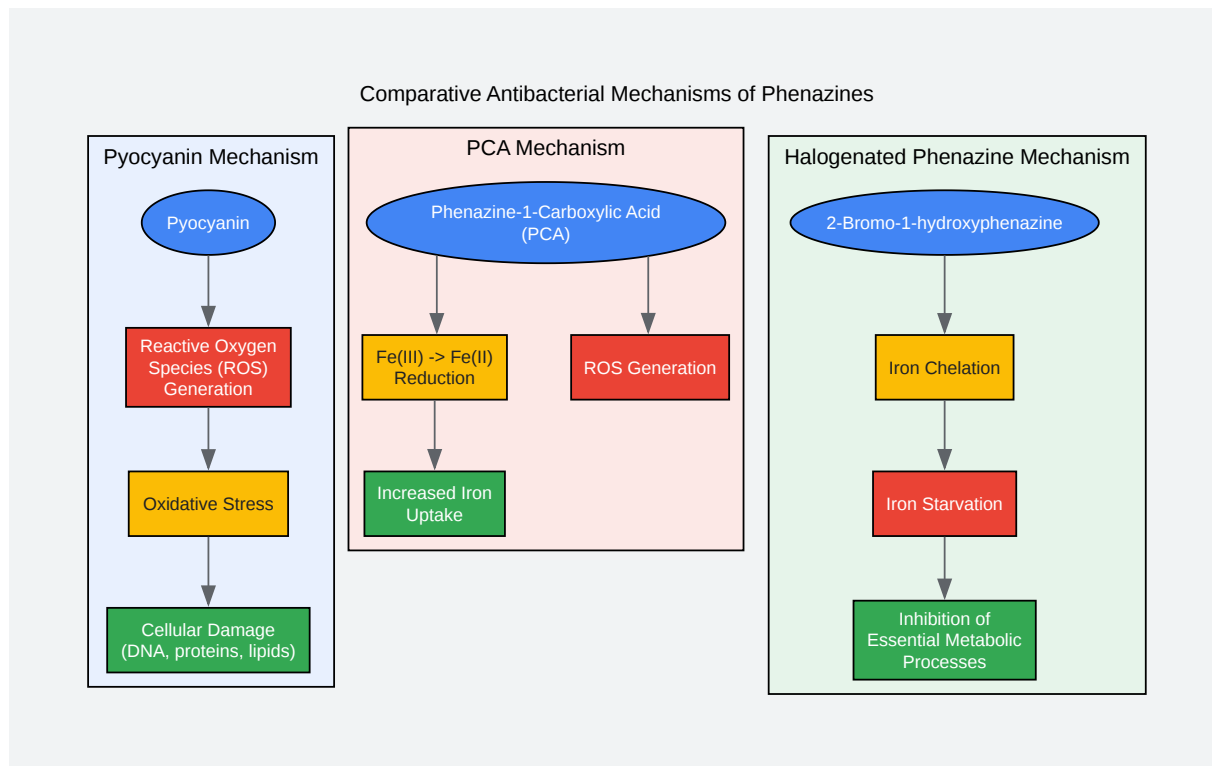 Comparative Antibacterial Mechanisms of Phenazines
Pyocyanin Mechanism
Pyocyanin
Reactive Oxygen
Species (ROS)
Generation
Oxidative Stress
Cellular Damage
(DNA, proteins, lipids)
PCA Mechanism
Phenazine-1-Carboxylic Acid
(PCA)
Fe(III) -> Fe(II)
Reduction
ROS Generation
Increased Iron
Uptake
Halogenated Phenazine Mechanism
2-Bromo-1-hydroxyphenazine
Iron Chelation
Iron Starvation
Inhibition of
Essential Metabolic
Processes